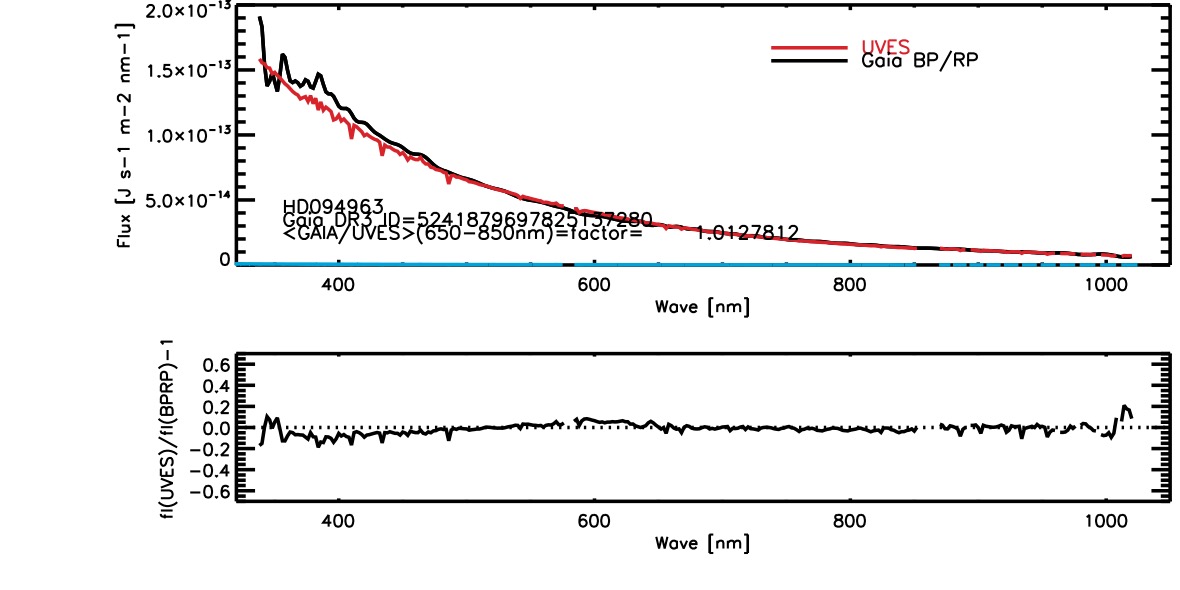 2.0×10−13
1.5×10−13
1.0×10−13
5.0×10−14
0
Flux [J s−1 m−2 nm−1]
UVES
Gaia BP/RP
HD094963
Gaia DR3 ID=5241879697825157280
<GAIA/UVES>(650−850nm)=factor= 1.0127812
400 600 800 1000
Wave [nm]
0.6
0.4
0.2
0.0
−0.2
−0.4
−0.6
fl(UVES)/fl(BPRP)−1
400 600 800 1000
Wave [nm]